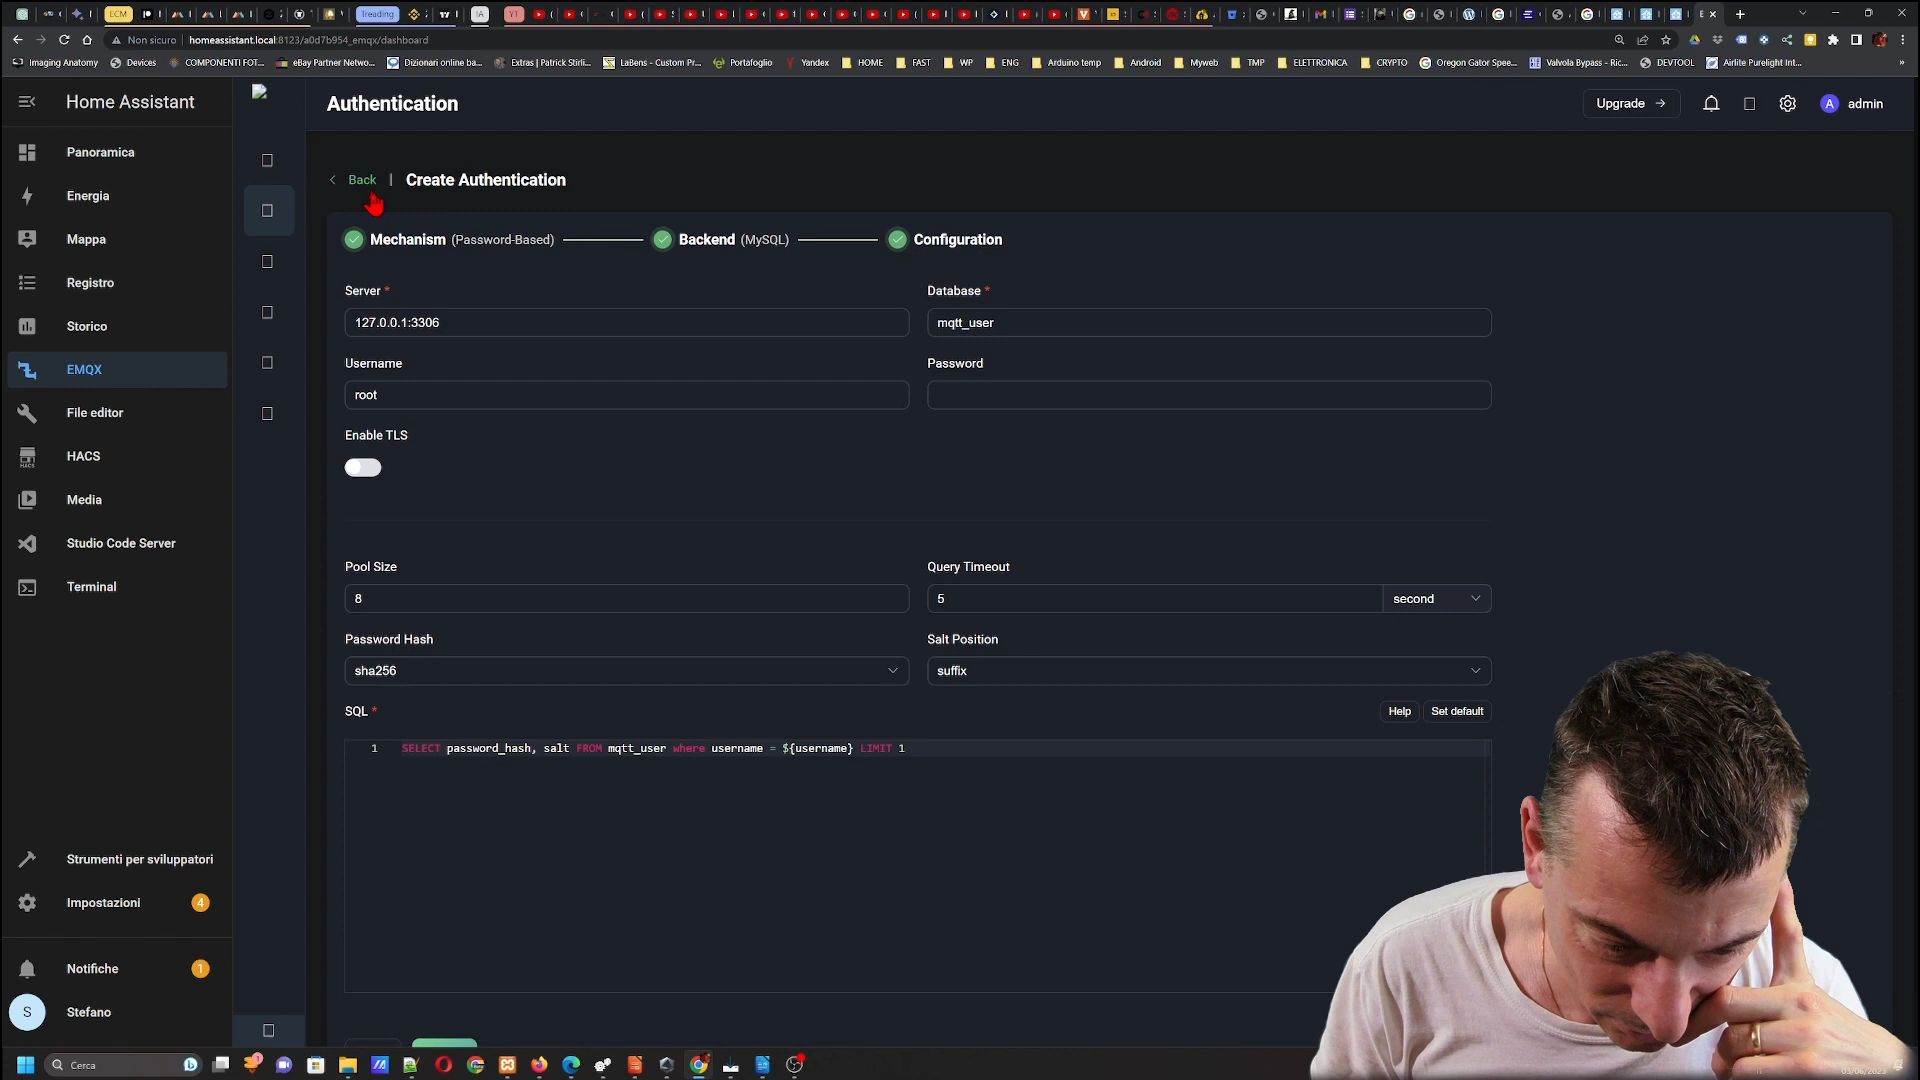 ECM
Treading
IA
YT
Non sicuro
homeassistant.local:8123/a0d7b954_emqx/dashboard
Imaging Anatomy
Devices
COMPONENTI FOT...
eBay Partner Netwo...
Dizionari online ba...
Extras | Patrick Stirli...
LaBens - Custom Pr...
Portafoglio
Yandex
HOME
FAST
WP
ENG
Arduino temp
Android
Myweb
TMP
ELETTRONICA
CRYPTO
Oregon Gator Spee...
Valvola Bypass - Ric...
DEVTOOL
Airlite Purelight Int...
Home Assistant
Panoramica
Energia
Mappa
Registro
Storico
EMQX
File editor
HACS
Media
Studio Code Server
Terminal
Strumenti per sviluppatori
Impostazioni
4
Notifiche
1
S
Stefano
Authentication
Upgrade →
A
admin
Back | Create Authentication
Mechanism (Password-Based)
Backend (MySQL)
Configuration
Server *
127.0.0.1:3306
Database *
mqtt_user
Username
root
Password
Enable TLS
Pool Size
8
Query Timeout
5
second
Password Hash
sha256
Salt Position
suffix
SQL *
Help
Set default
1 SELECT password_hash, salt FROM mqtt_user where username = ${username} LIMIT 1
Cerca
03/06/2023